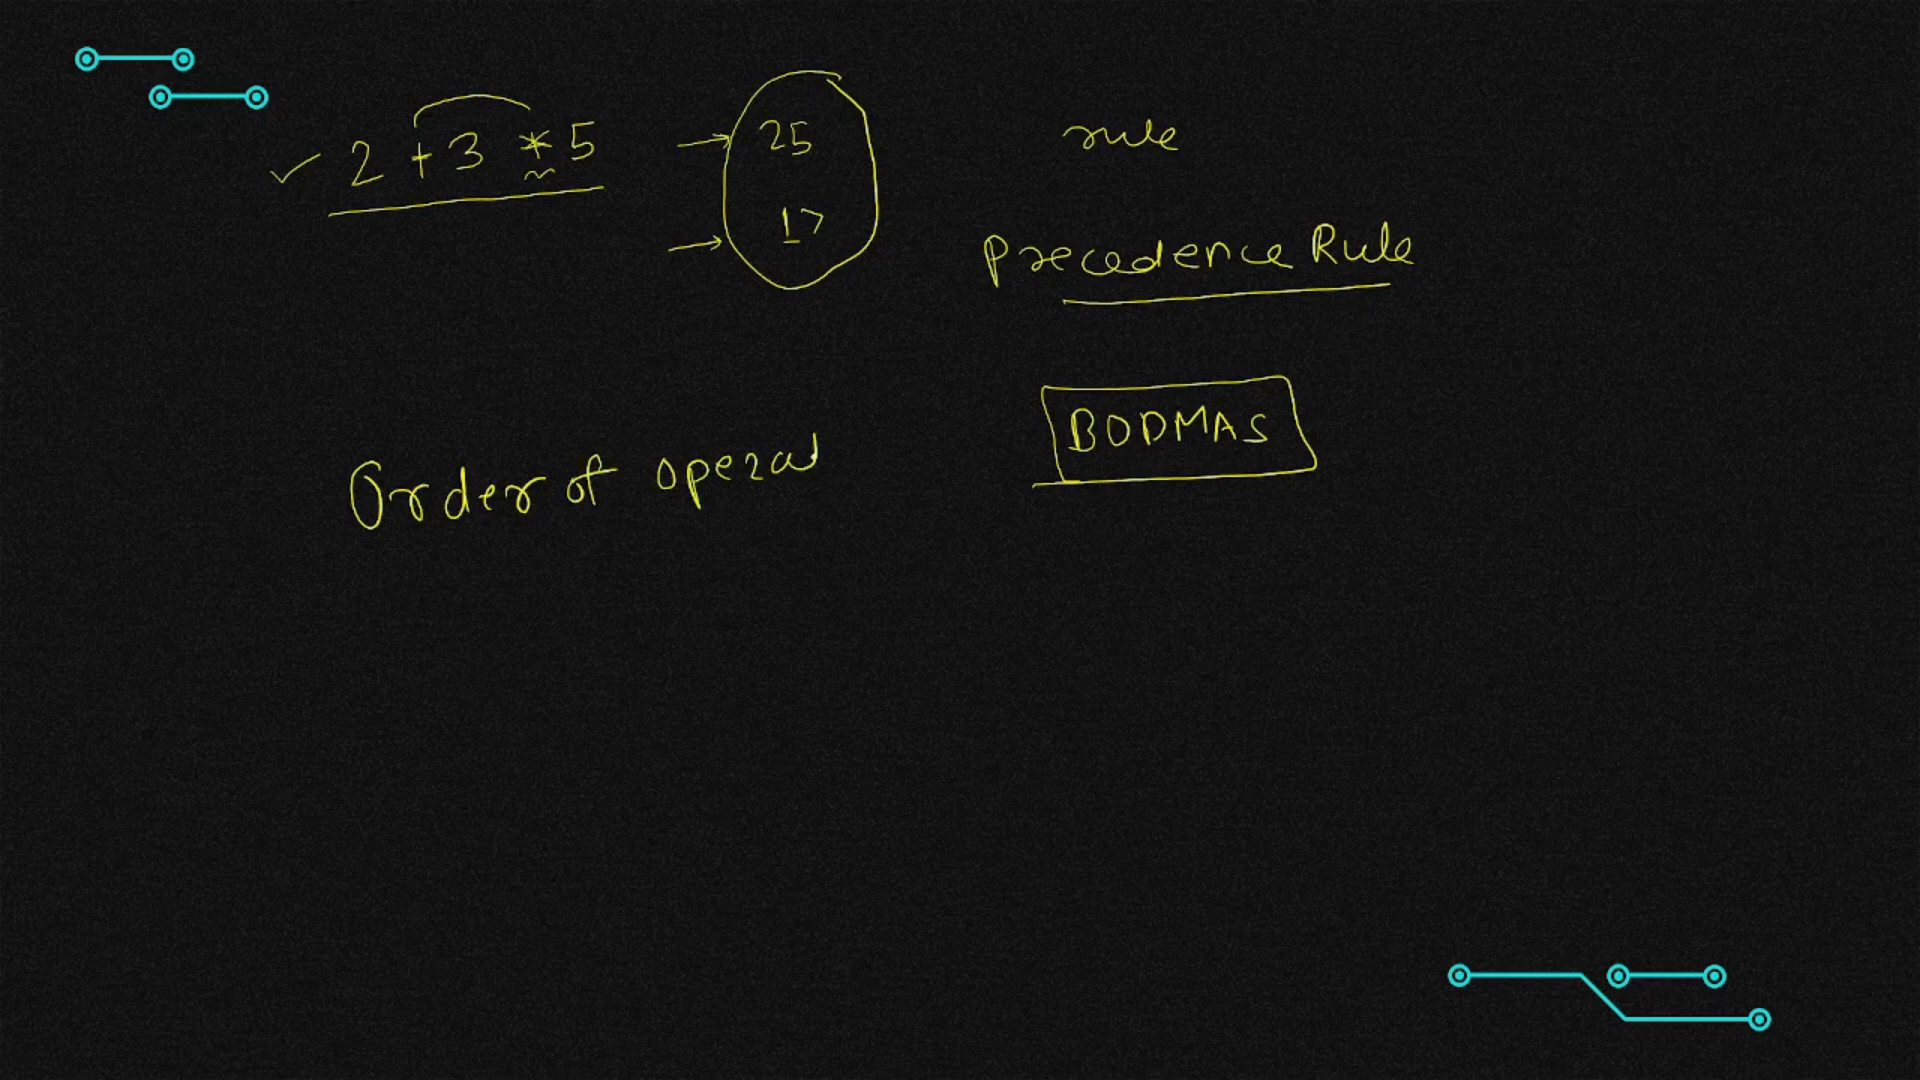 2 + 3 * 5
25
17
rule
Precedence Rule
BODMAS
Order of operat